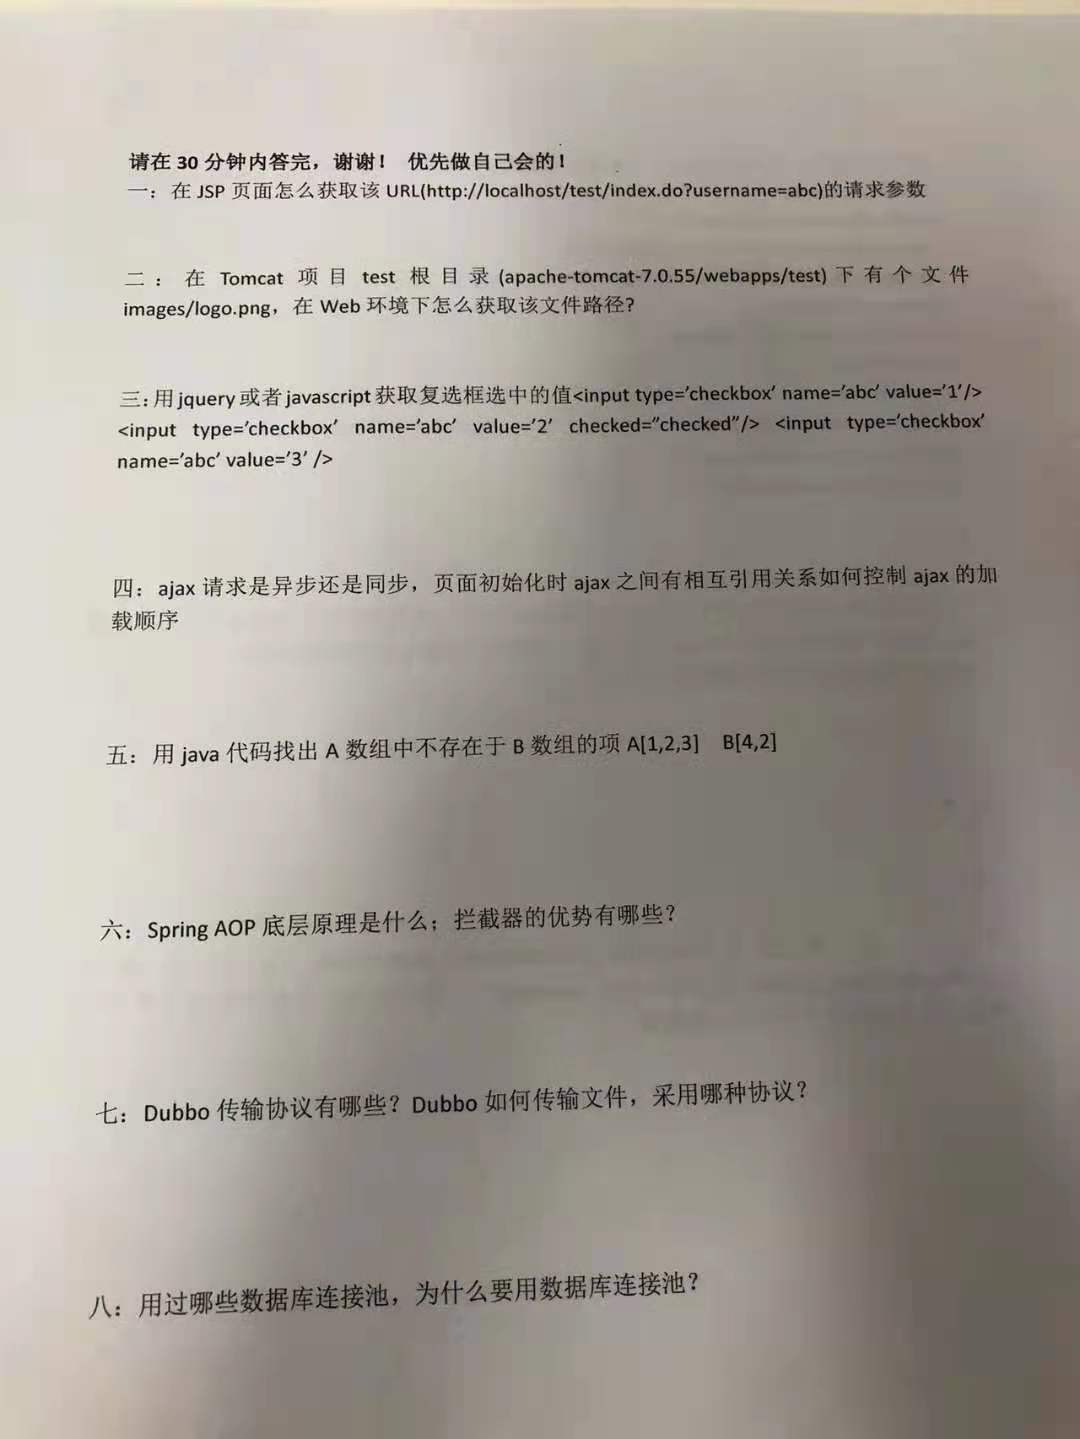 请在 30 分钟内答完，谢谢！ 优先做自己会的！
一：在 JSP 页面怎么获取该 URL(http://localhost/test/index.do?username=abc)的请求参数
二：在 Tomcat 项目 test 根目录(apache-tomcat-7.0.55/webapps/test)下有个文件
images/logo.png，在 Web 环境下怎么获取该文件路径?
三：用 jquery 或者 javascript 获取复选框选中的值<input type=’checkbox’ name=’abc’ value=’1’/>
<input type=’checkbox’ name=’abc’ value=’2’ checked=”checked”/> <input type=’checkbox’
name=’abc’ value=’3’ />
四：ajax 请求是异步还是同步，页面初始化时 ajax 之间有相互引用关系如何控制 ajax 的加
载顺序
五：用 java 代码找出 A 数组中不存在于 B 数组的项 A[1,2,3] B[4,2]
六：Spring AOP 底层原理是什么；拦截器的优势有哪些？
七：Dubbo 传输协议有哪些？Dubbo 如何传输文件，采用哪种协议？
八：用过哪些数据库连接池，为什么要用数据库连接池？